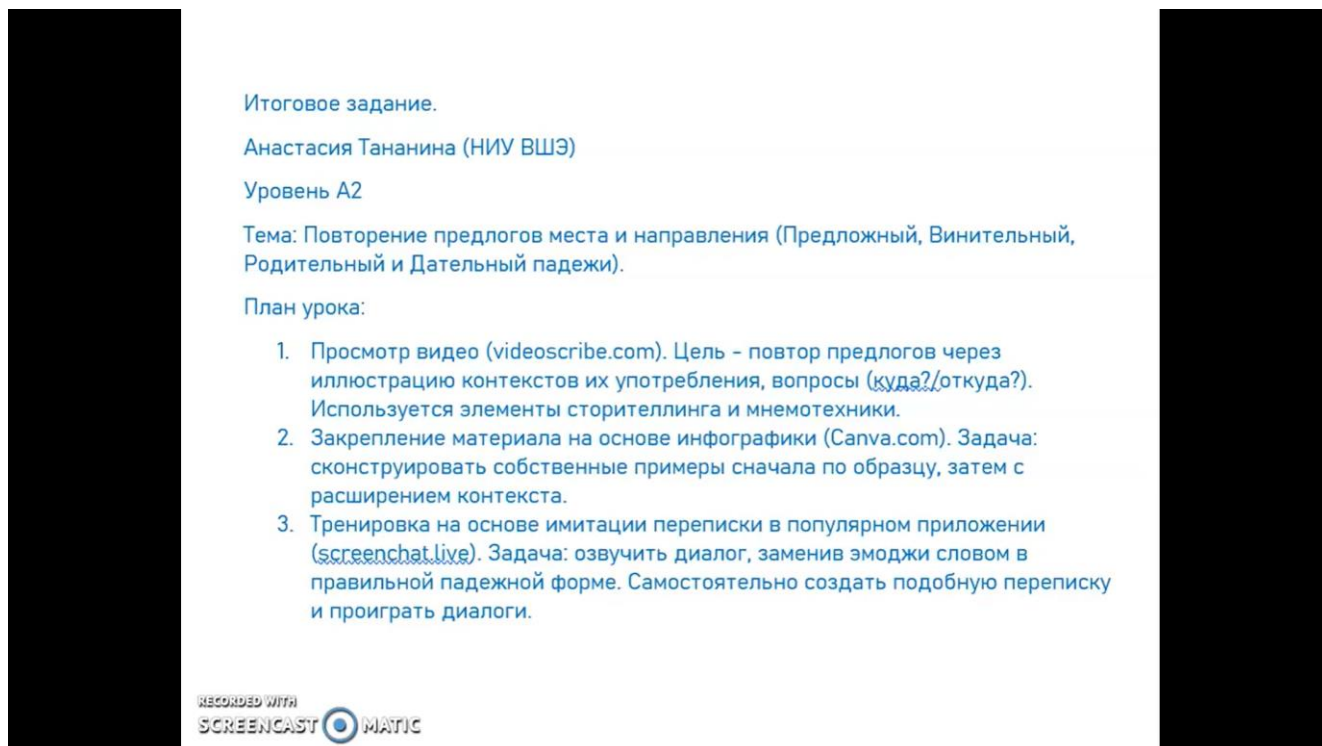 Итоговое задание.
Анастасия Тананина (НИУ ВШЭ)
Уровень А2
Тема: Повторение предлогов места и направления (Предложный, Винительный,
Родительный и Дательный падежи).
План урока:
1. Просмотр видео (videoscribe.com). Цель – повтор предлогов через
иллюстрацию контекстов их употребления, вопросы (куда?/откуда?).
Используется элементы сторителлинга и мнемотехники.
2. Закрепление материала на основе инфографики (Canva.com). Задача:
сконструировать собственные примеры сначала по образцу, затем с
расширением контекста.
3. Тренировка на основе имитации переписки в популярном приложении
(screenchat.live). Задача: озвучить диалог, заменив эмоджи словом в
правильной падежной форме. Самостоятельно создать подобную переписку
и проиграть диалоги.
RECORDED WITH
SCREENCAST MATIC